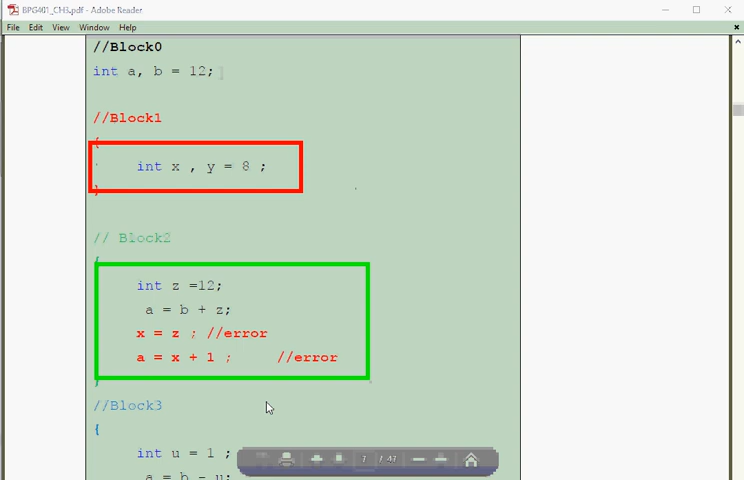 BPG401_CH3.pdf - Adobe Reader
File Edit View Window Help
//Block0
int a, b = 12;
//Block1
{
int x , y = 8 ;
}
// Block2
{
int z =12;
a = b + z;
x = z ; //error
a = x + 1 ; //error
}
//Block3
{
int u = 1 ;
a = b - u;
7 / 47